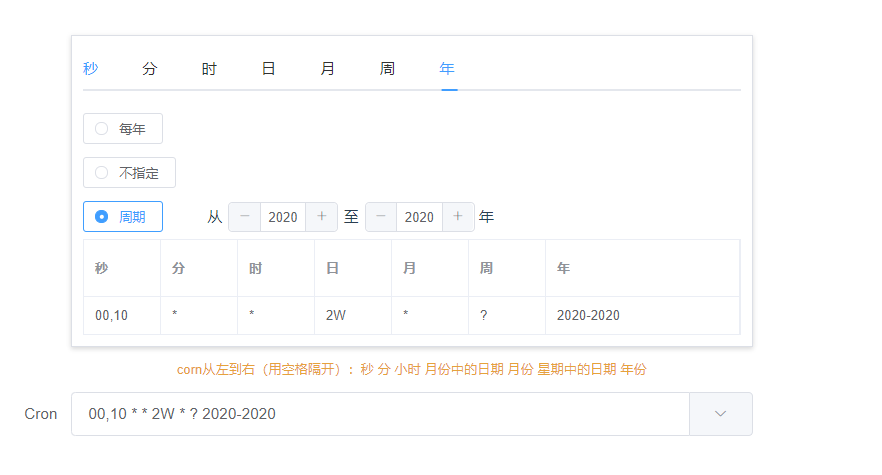 秒 分 时 日 月 周 年
每年
不指定
周期 从 − 2020 + 至 − 2020 + 年
秒 分 时 日 月 周 年
00,10 * * 2W * ? 2020-2020
corn从左到右（用空格隔开）：秒 分 小时 月份中的日期 月份 星期中的日期 年份
Cron 00,10 * * 2W * ? 2020-2020